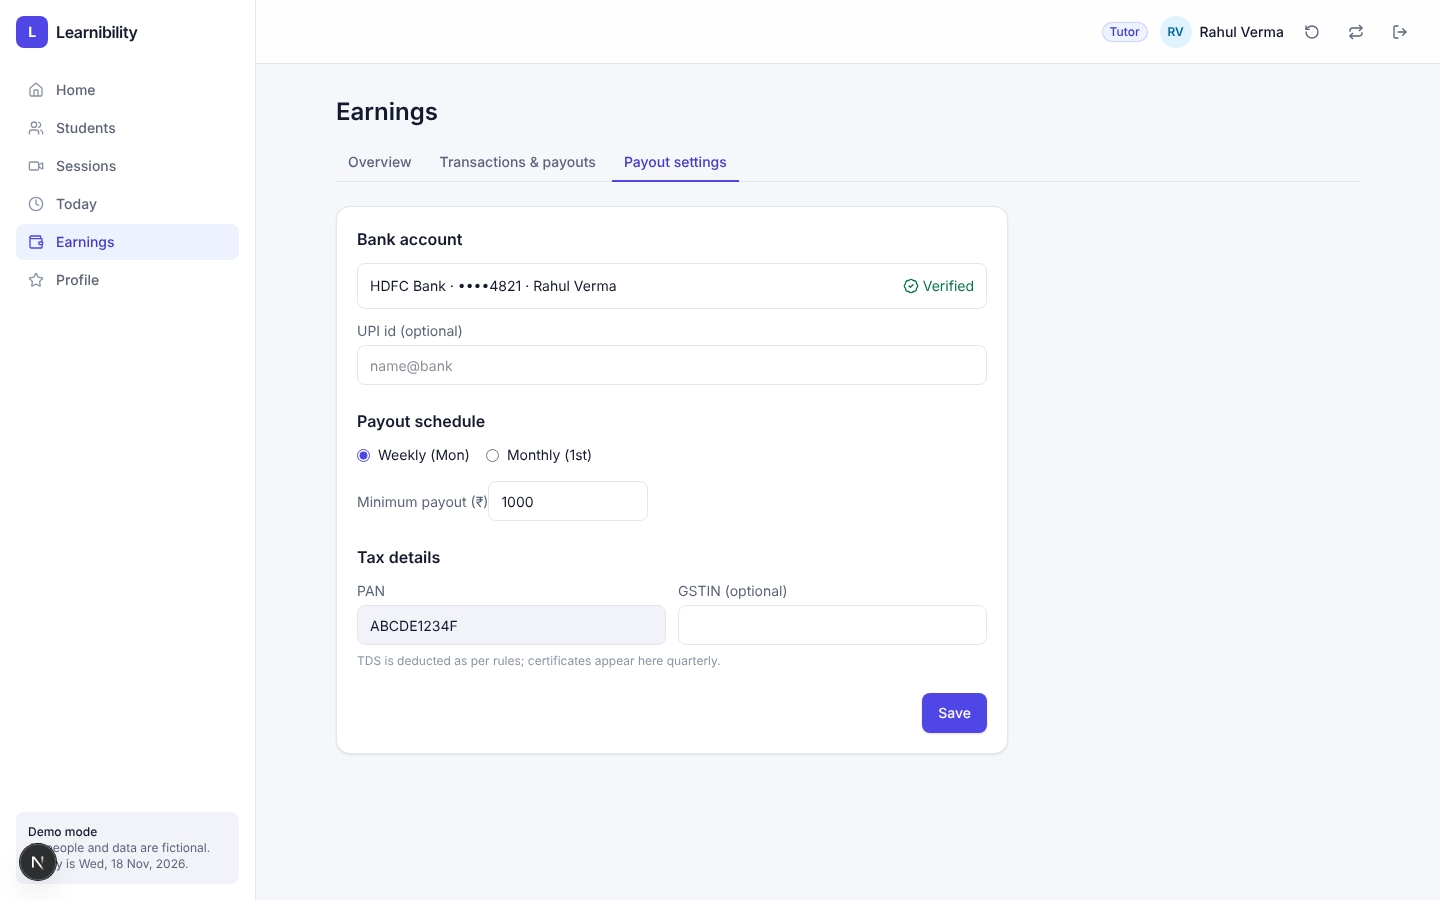 L Learnibility
Tutor RV Rahul Verma
Home
Students
Sessions
Today
Earnings
Profile
Earnings
Overview Transactions & payouts Payout settings
Bank account
HDFC Bank · ••••4821 · Rahul Verma Verified
UPI id (optional)
name@bank
Payout schedule
Weekly (Mon) Monthly (1st)
Minimum payout (₹) 1000
Tax details
PAN GSTIN (optional)
ABCDE1234F
TDS is deducted as per rules; certificates appear here quarterly.
Save
Demo mode
people and data are fictional.
is Wed, 18 Nov, 2026.
N